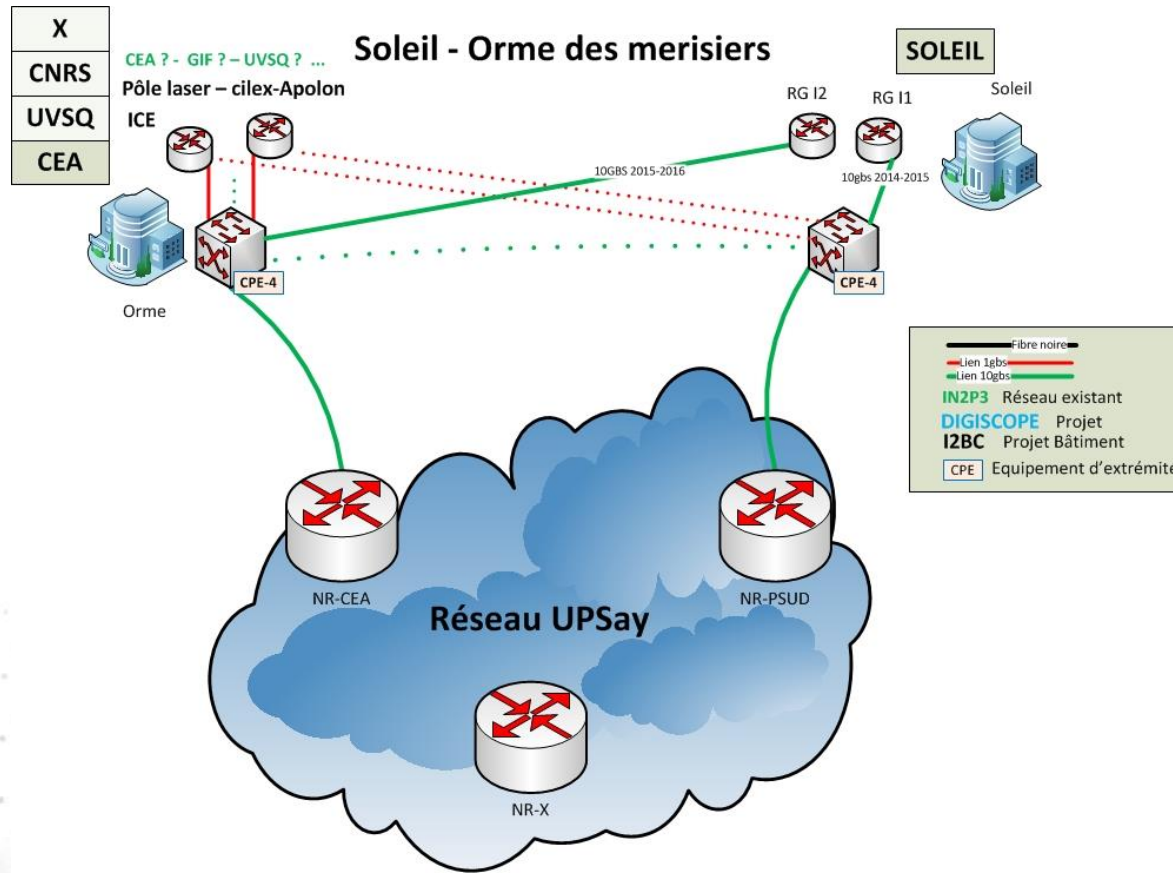 X
CNRS
UVSQ
CEA
Soleil - Orme des merisiers
CEA ? - GIF ? – UVSQ ? ...
Pôle laser – cilex-Apolon
ICE
SOLEIL
Soleil
RG I2
RG I1
10GBS 2015-2016
10gbs 2014-2015
CPE-4
CPE-4
Orme
Fibre noire
Lien 1gbs
Lien 10gbs
IN2P3 Réseau existant
DIGISCOPE Projet
I2BC Projet Bâtiment
CPE Equipement d'extrémité
NR-CEA
NR-PSUD
Réseau UPSay
NR-X